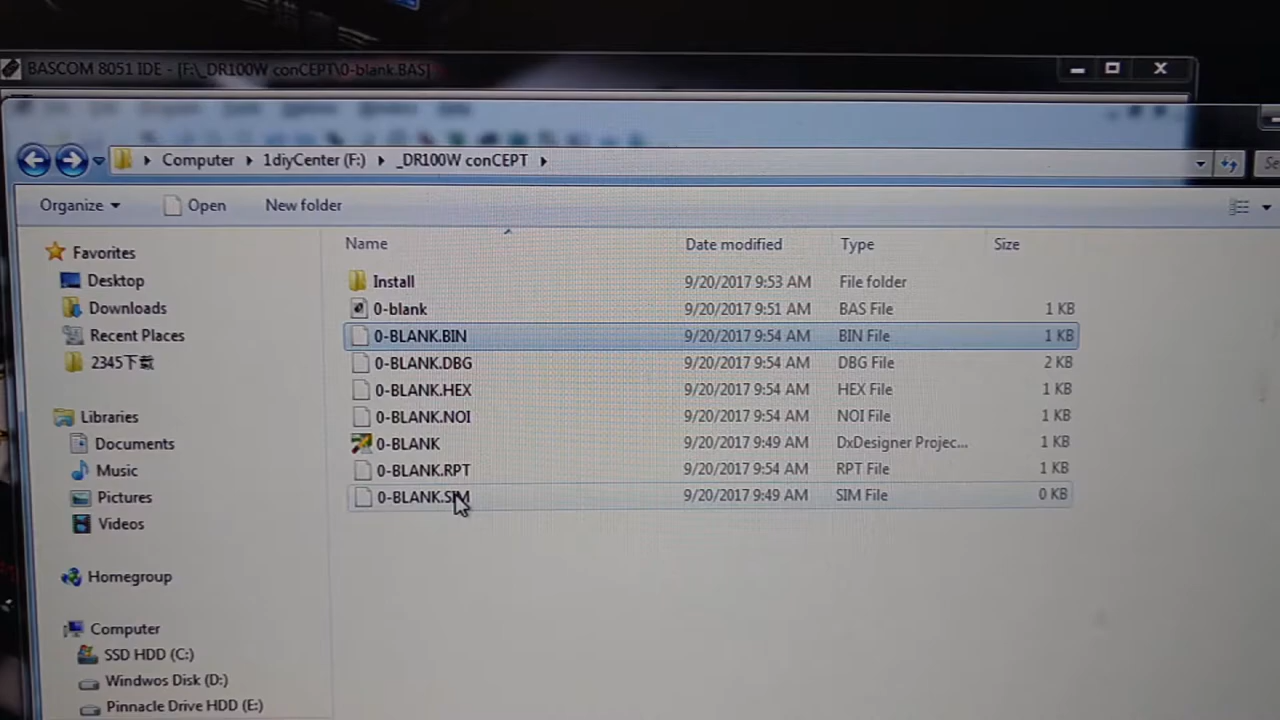 BASCOM 8051 IDE - [F:\_DR100W conCEPT\0-blank.BAS]
Computer 1diyCenter (F:) _DR100W conCEPT
Organize Open New folder
Name Date modified Type Size
Favorites
Desktop
Downloads
Recent Places
2345下载
Libraries
Documents
Music
Pictures
Videos
Homegroup
Computer
SSD HDD (C:)
Windwos Disk (D:)
Pinnacle Drive HDD (E:)
Install 9/20/2017 9:53 AM File folder
0-blank 9/20/2017 9:51 AM BAS File 1 KB
0-BLANK.BIN 9/20/2017 9:54 AM BIN File 1 KB
0-BLANK.DBG 9/20/2017 9:54 AM DBG File 2 KB
0-BLANK.HEX 9/20/2017 9:54 AM HEX File 1 KB
0-BLANK.NOI 9/20/2017 9:54 AM NOI File 1 KB
0-BLANK 9/20/2017 9:49 AM DxDesigner Projec... 1 KB
0-BLANK.RPT 9/20/2017 9:54 AM RPT File 1 KB
0-BLANK.SIM 9/20/2017 9:49 AM SIM File 0 KB